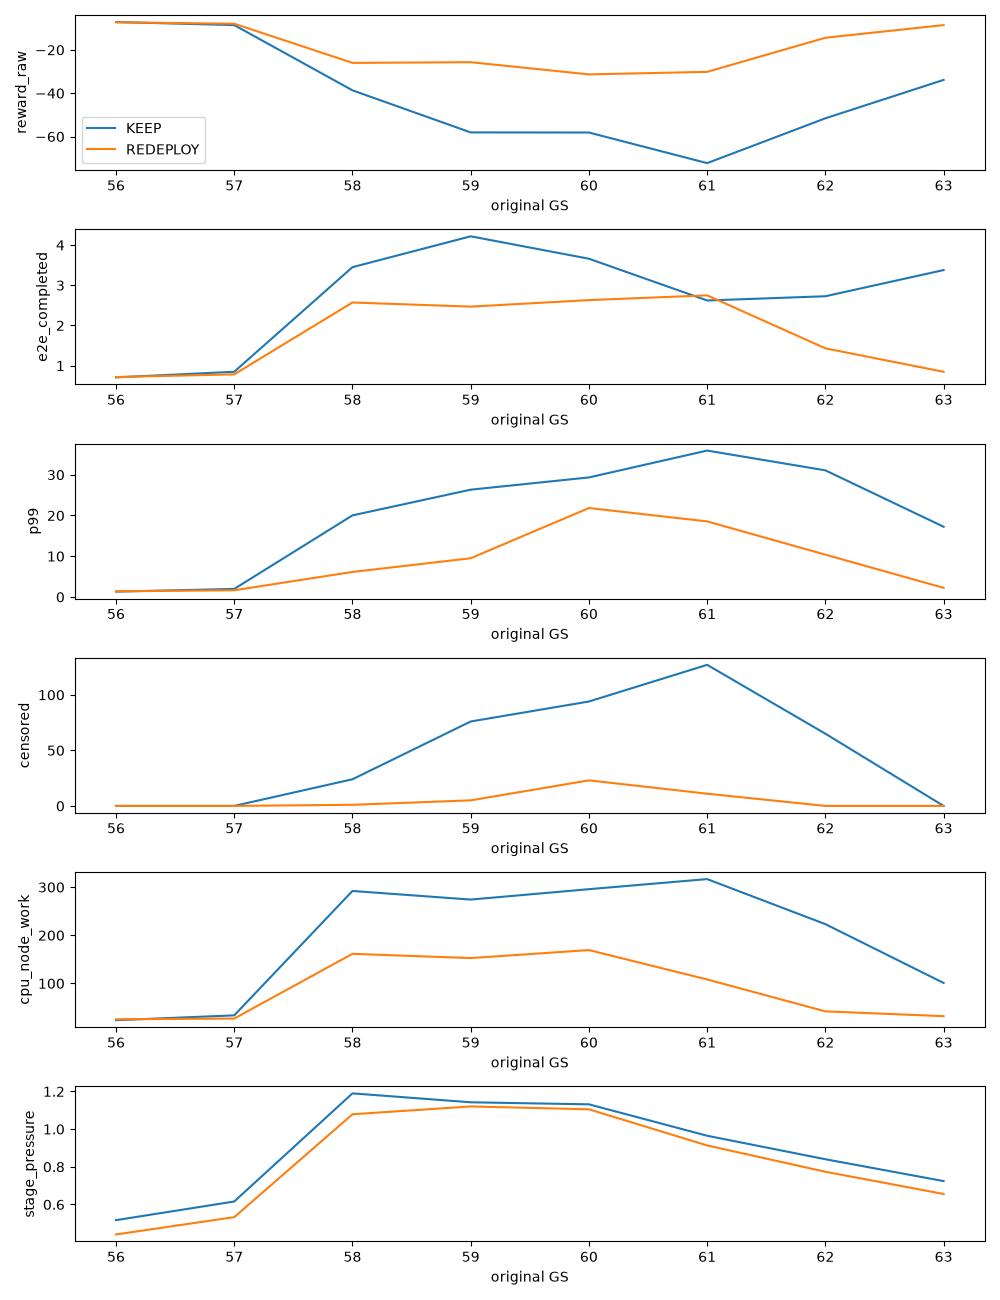 reward_raw
−20
−40
−60
KEEP
REDEPLOY
56 57 58 59 60 61 62 63
original GS
e2e_completed
4
3
2
1
56 57 58 59 60 61 62 63
original GS
p99
30
20
10
0
56 57 58 59 60 61 62 63
original GS
censored
100
50
0
56 57 58 59 60 61 62 63
original GS
cpu_node_work
300
200
100
56 57 58 59 60 61 62 63
original GS
stage_pressure
1.2
1.0
0.8
0.6
56 57 58 59 60 61 62 63
original GS